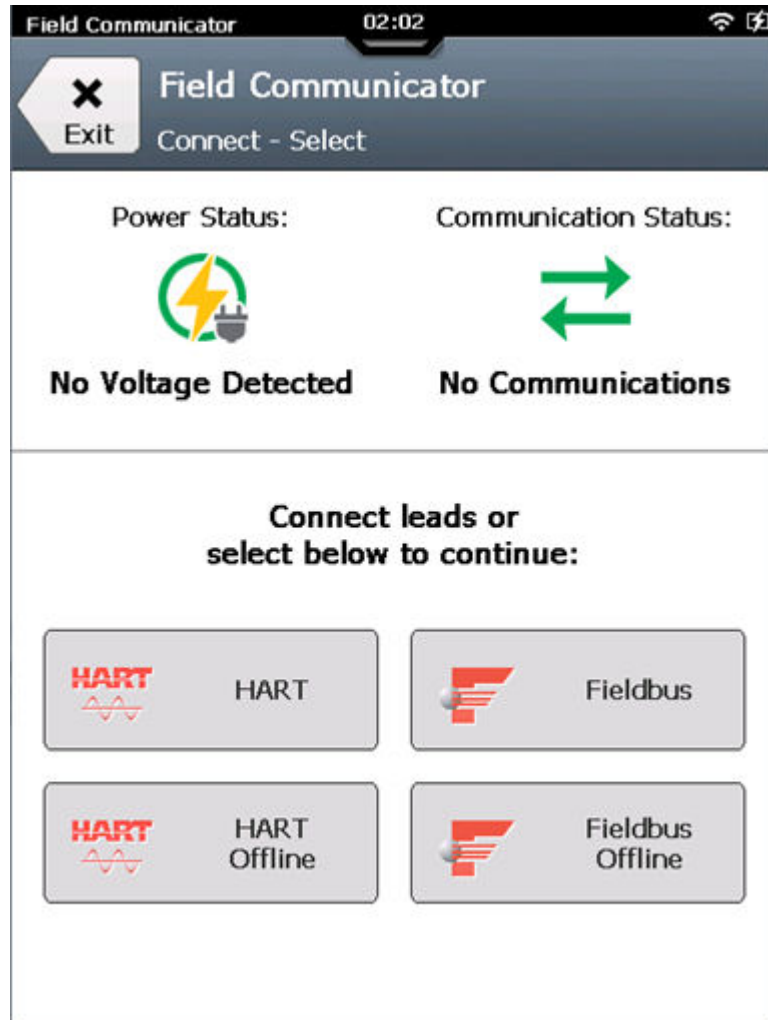 Field Communicator 02:02
Field Communicator
Exit
Connect - Select
Power Status: Communication Status:
No Voltage Detected No Communications
Connect leads or
select below to continue:
HART HART
F Fieldbus
HART HART
Offline
F Fieldbus
Offline